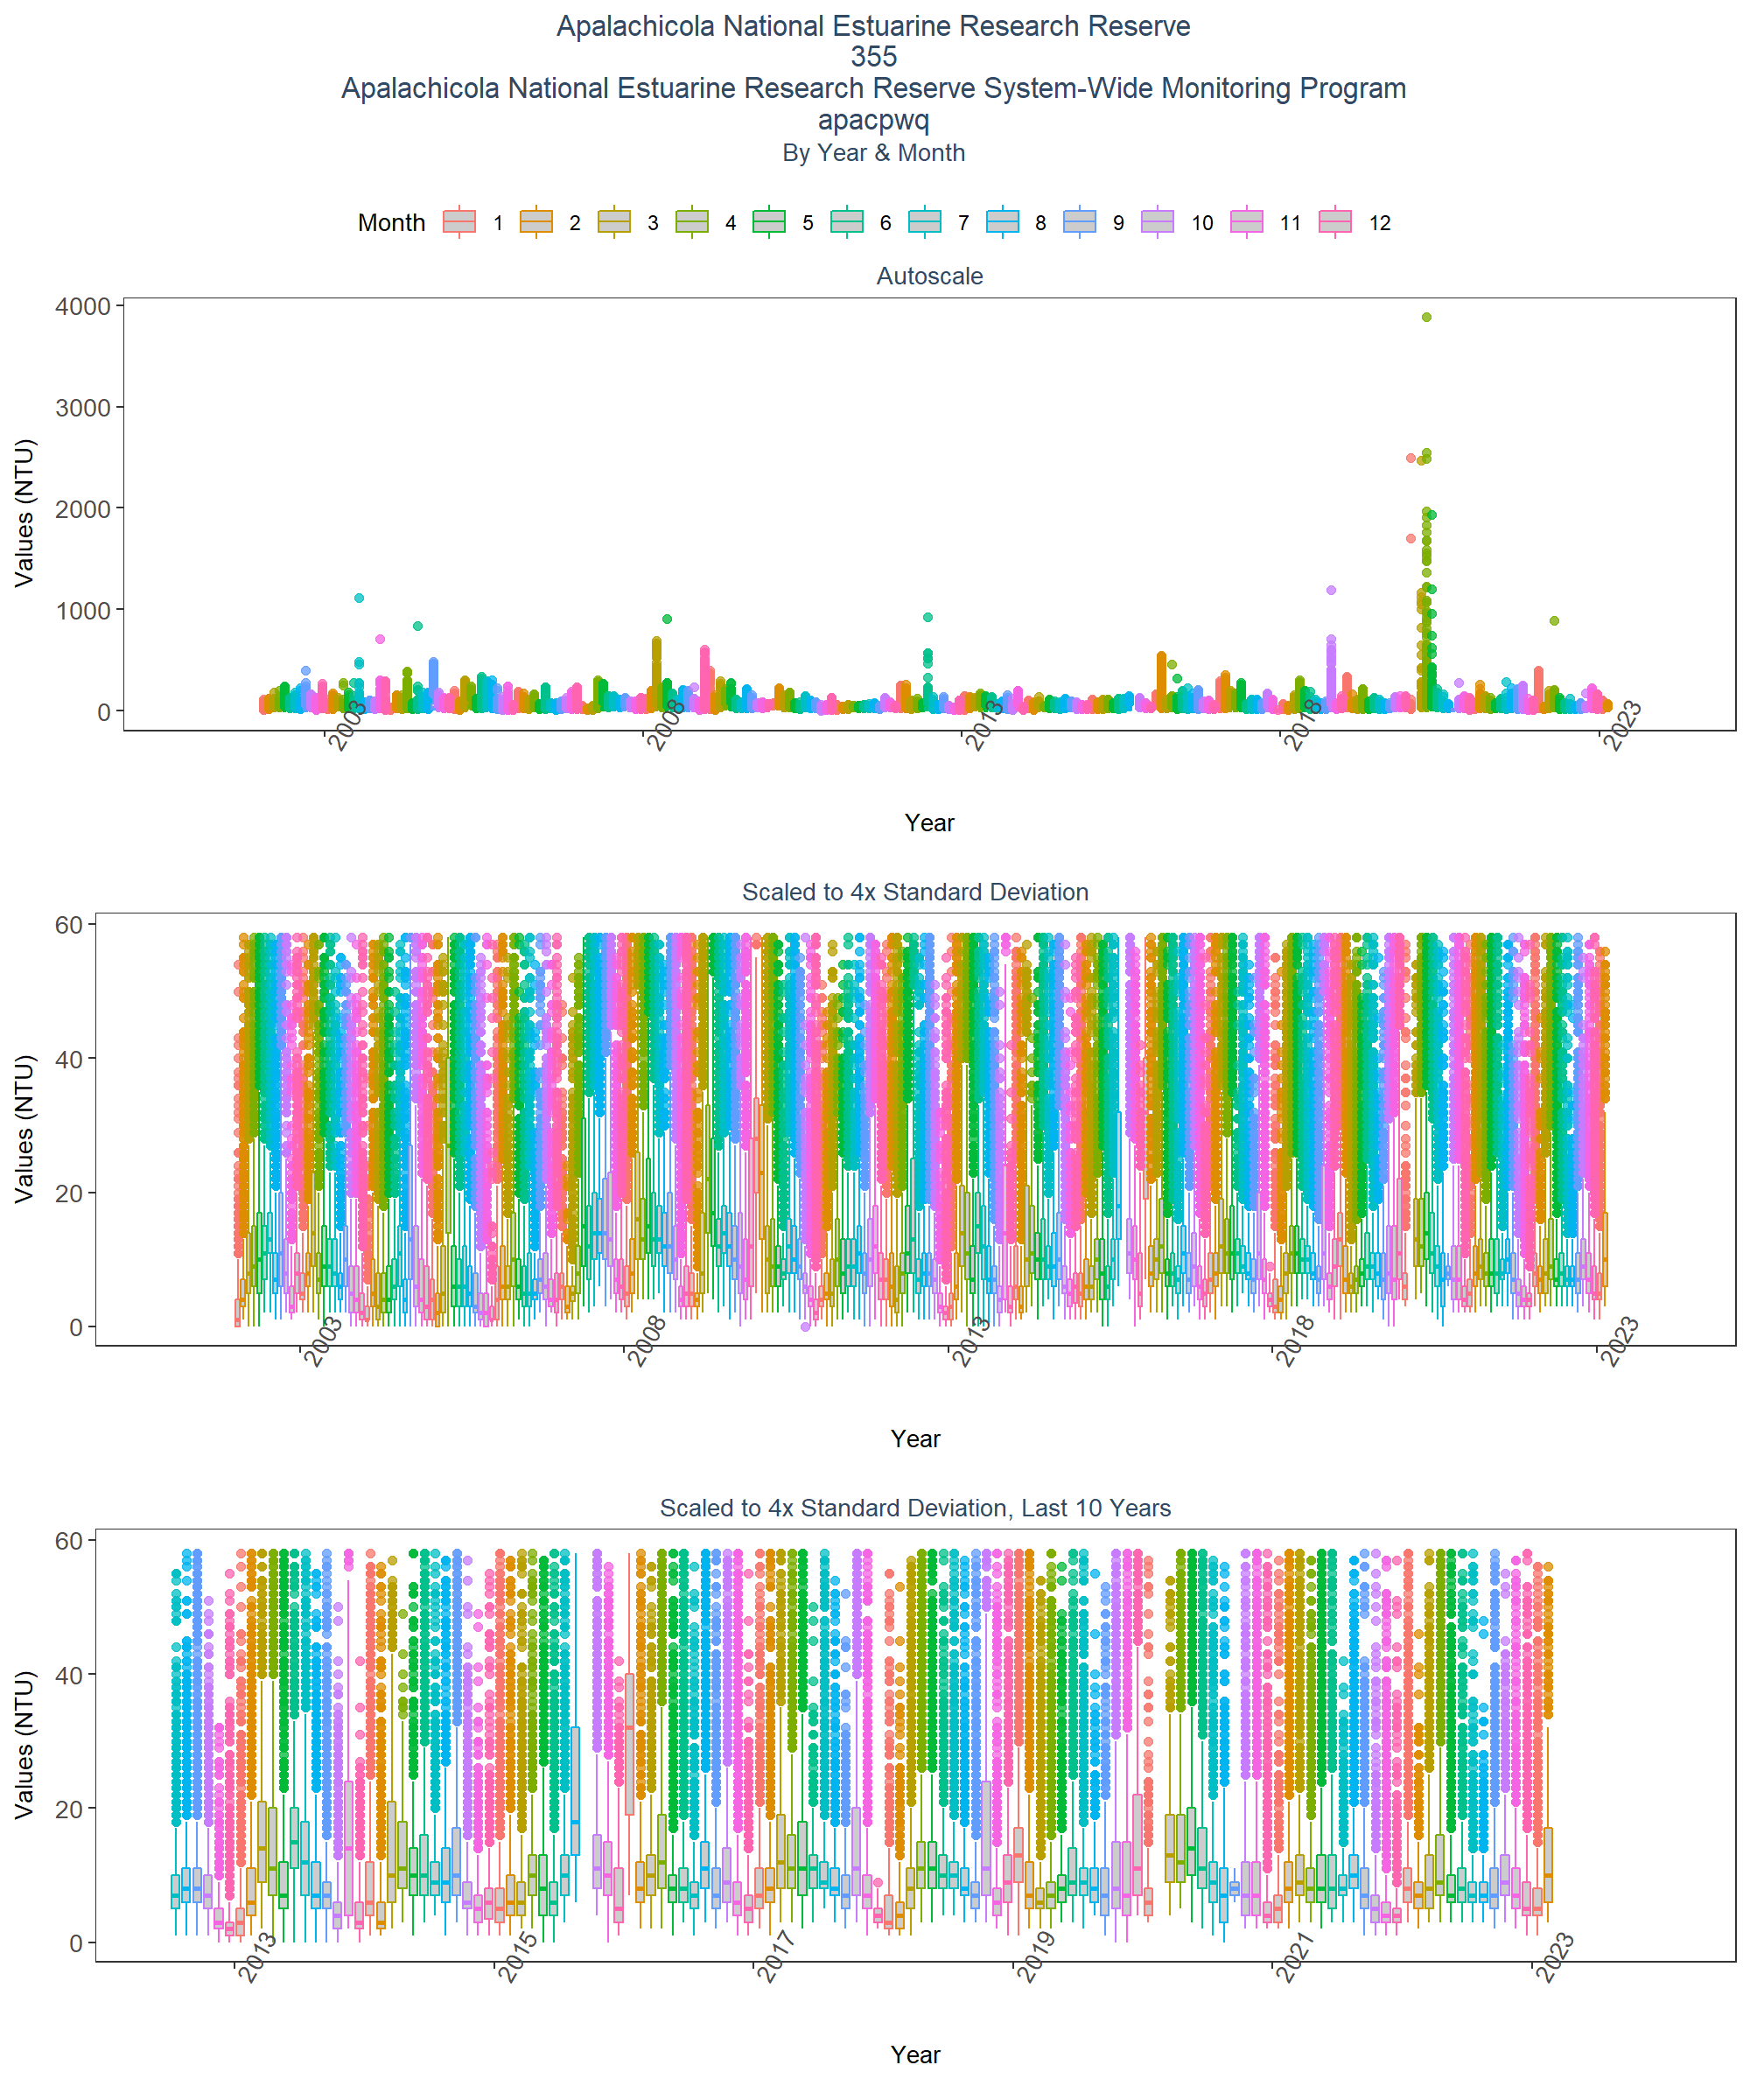 Apalachicola National Estuarine Research Reserve
355
Apalachicola National Estuarine Research Reserve System-Wide Monitoring Program
apacpwq
By Year & Month
Month 1 2 3 4 5 6 7 8 9 10 11 12
Autoscale
Values (NTU)
4000
3000
2000
1000
0
2003 2008 2013 2018 2023
Year
Scaled to 4x Standard Deviation
Values (NTU)
60
40
20
0
2003 2008 2013 2018 2023
Year
Scaled to 4x Standard Deviation, Last 10 Years
Values (NTU)
60
40
20
0
2013 2015 2017 2019 2021 2023
Year